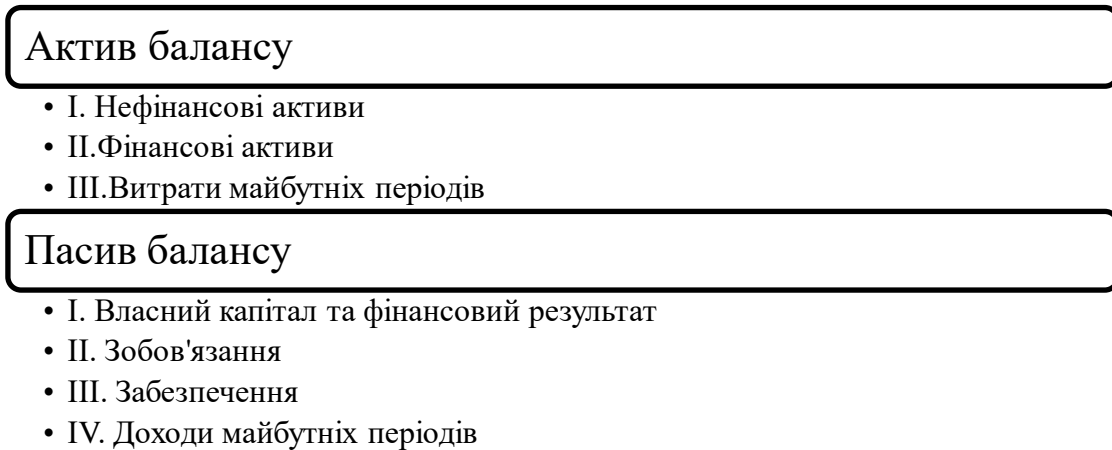 Актив балансу
• I. Нефінансові активи
• II.Фінансові активи
• III.Витрати майбутніх періодів
Пасив балансу
• I. Власний капітал та фінансовий результат
• II. Зобов'язання
• III. Забезпечення
• IV. Доходи майбутніх періодів